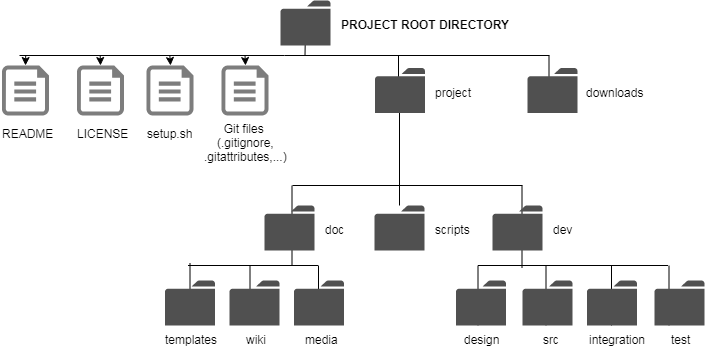 PROJECT ROOT DIRECTORY
project
downloads
README
LICENSE
setup.sh
Git files
(.gitignore,
.gitattributes,...)
doc
scripts
dev
templates
wiki
media
design
src
integration
test